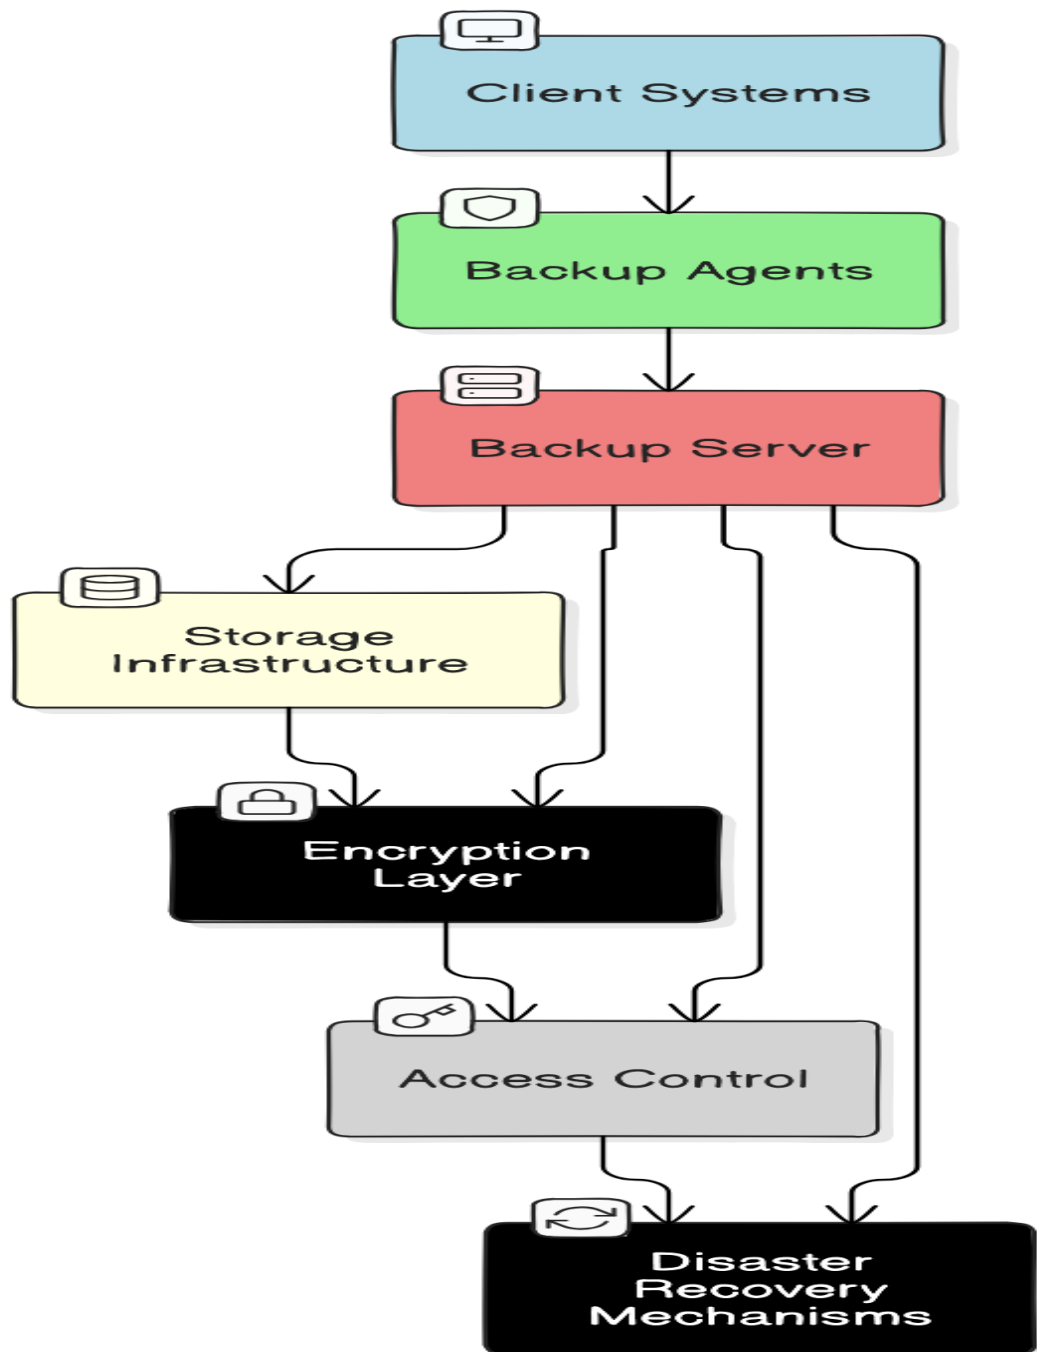 Client Systems
Backup Agents
Backup Server
Storage
Infrastructure
Encryption
Layer
Access Control
Disaster
Recovery
Mechanisms